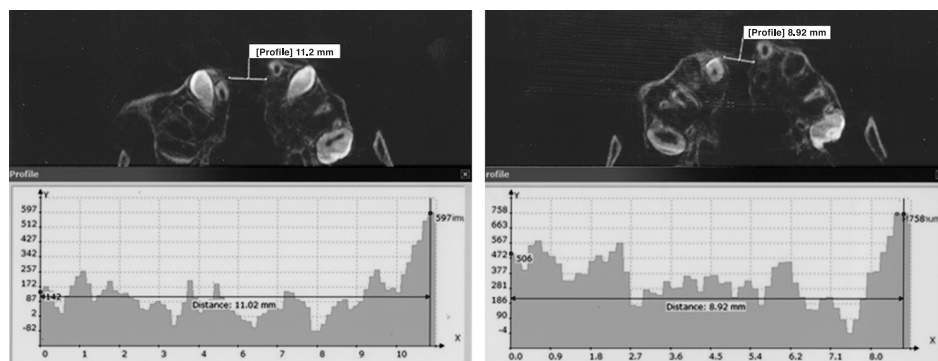 [Profile] 11.2 mm
Profile
Y
597
512
427
342
257
172
87
2
-82
142
597
Distance: 11.02 mm
X
0 1 2 3 4 5 6 7 8 9 10
[Profile] 8.92 mm
rofile
Y
758
663
567
472
377
281
186
90
-4
506
758
Distance: 8.92 mm
X
0.0 0.9 1.8 2.7 3.6 4.5 5.4 6.2 7.1 8.0